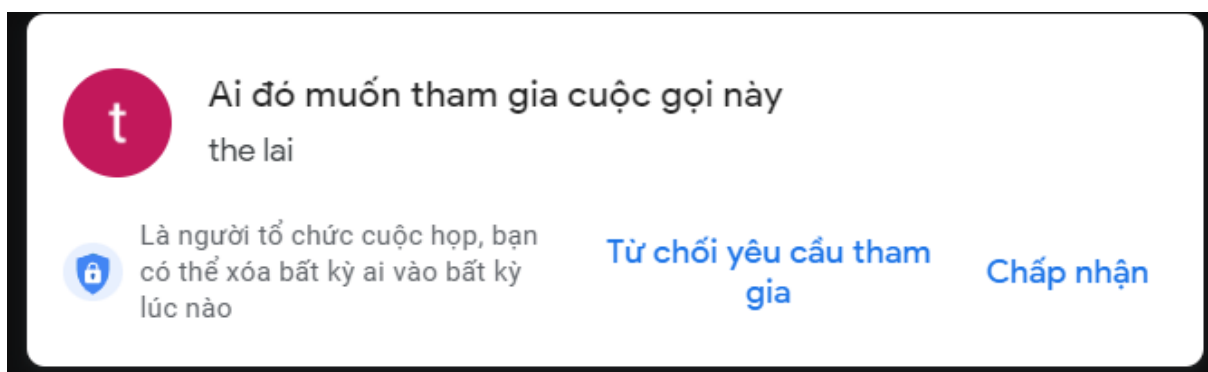 t
Ai đó muốn tham gia cuộc gọi này
the lai
Là người tổ chức cuộc họp, bạn
có thể xóa bất kỳ ai vào bất kỳ
lúc nào
Từ chối yêu cầu tham
gia
Chấp nhận